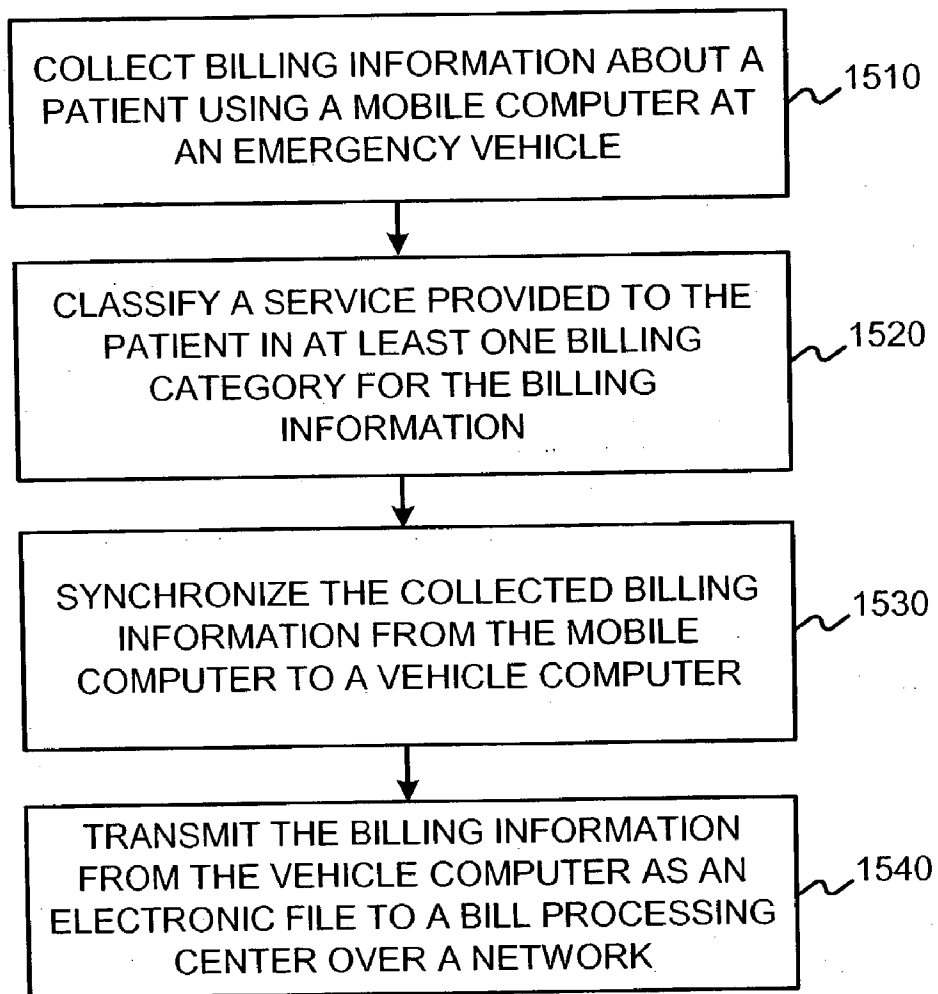 COLLECT BILLING INFORMATION ABOUT A
PATIENT USING A MOBILE COMPUTER AT
AN EMERGENCY VEHICLE
1510
CLASSIFY A SERVICE PROVIDED TO THE
PATIENT IN AT LEAST ONE BILLING
CATEGORY FOR THE BILLING
INFORMATION
1520
SYNCHRONIZE THE COLLECTED BILLING
INFORMATION FROM THE MOBILE
COMPUTER TO A VEHICLE COMPUTER
1530
TRANSMIT THE BILLING INFORMATION
FROM THE VEHICLE COMPUTER AS AN
ELECTRONIC FILE TO A BILL PROCESSING
CENTER OVER A NETWORK
1540